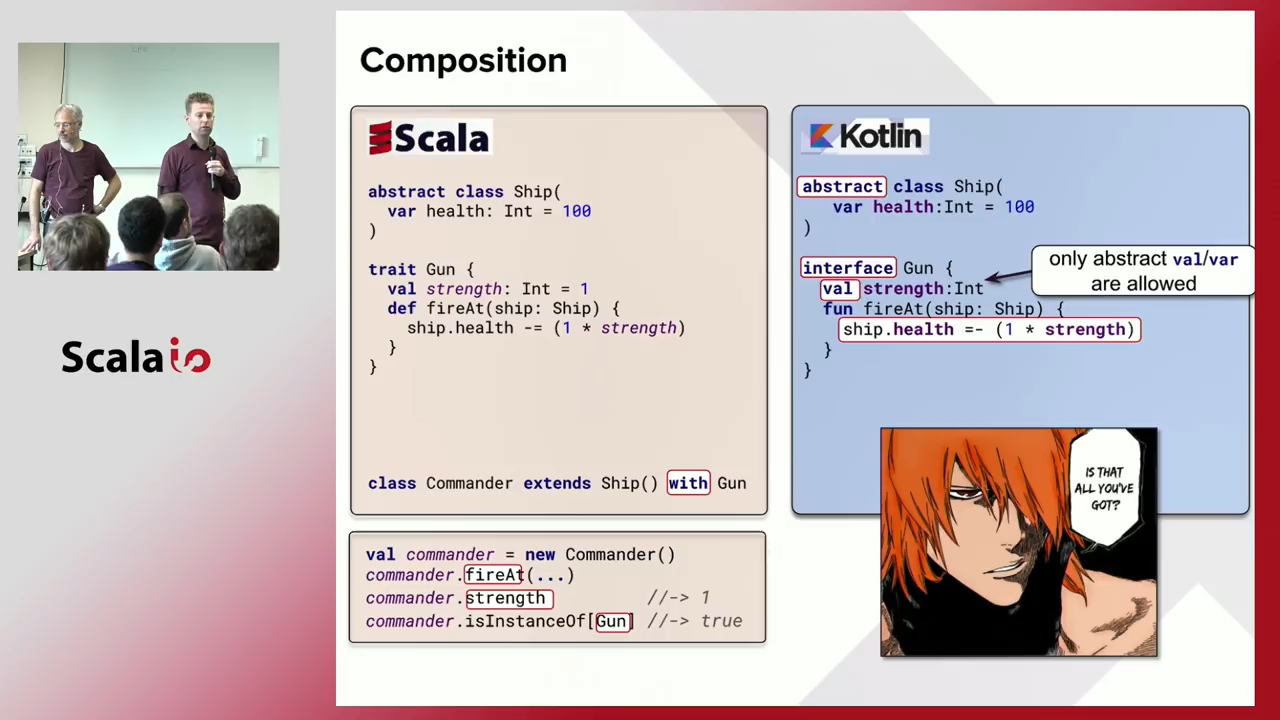 Composition
Scala
abstract class Ship(
var health: Int = 100
)
trait Gun {
val strength: Int = 1
def fireAt(ship: Ship) {
ship.health -= (1 * strength)
}
}
class Commander extends Ship() with Gun
val commander = new Commander()
commander.fireAt(...)
commander.strength //-> 1
commander.isInstanceOf[Gun] //-> true
Kotlin
abstract class Ship(
var health:Int = 100
)
interface Gun {
val strength:Int
fun fireAt(ship: Ship) {
ship.health =- (1 * strength)
}
}
only abstract val/var
are allowed
IS THAT
ALL YOU'VE
GOT?
Scala io